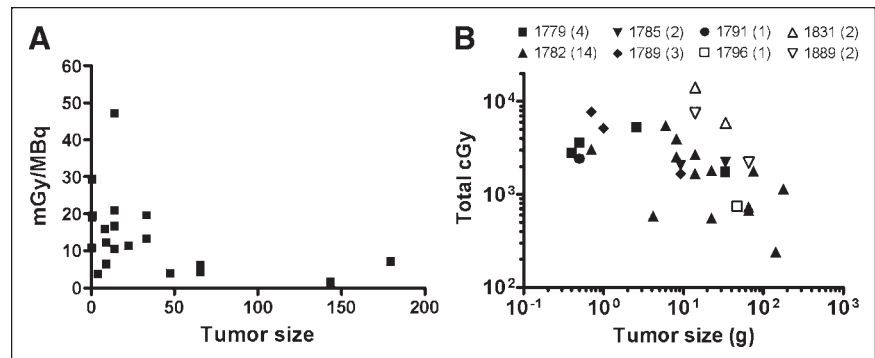 A
60
50
40
30
20
10
0
mGy/MBq
0 50 100 150 200
Tumor size
B
■ 1779 (4) ▼ 1785 (2) ● 1791 (1) △ 1831 (2)
▲ 1782 (14) ◆ 1789 (3) □ 1796 (1) ▽ 1889 (2)
10⁴
10³
10²
Total cGy
10⁻¹ 10⁰ 10¹ 10² 10³
Tumor size (g)